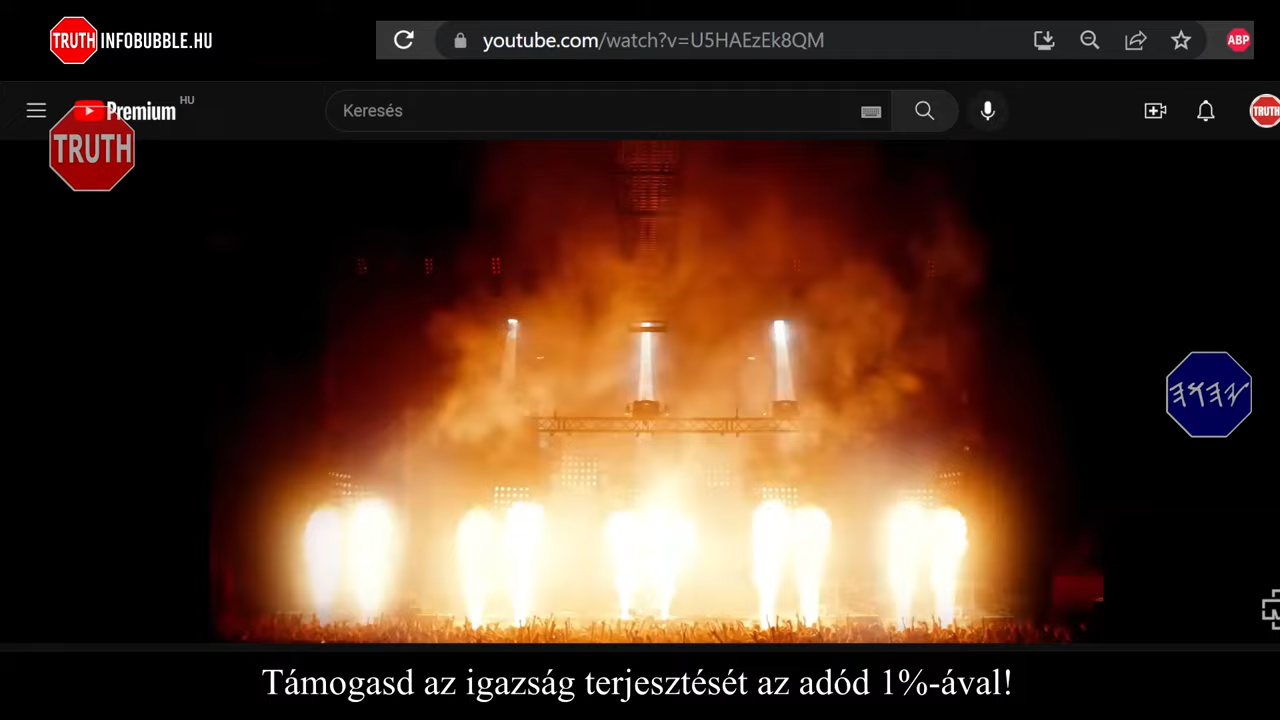 TRUTH INFOBUBBLE.HU
youtube.com/watch?v=U5HAEzEk8QM
ABP
Premium HU
Keresés
TRUTH
TRUTH
𐤉𐤄𐤅𐤄
Támogasd az igazság terjesztését az adód 1%-ával!